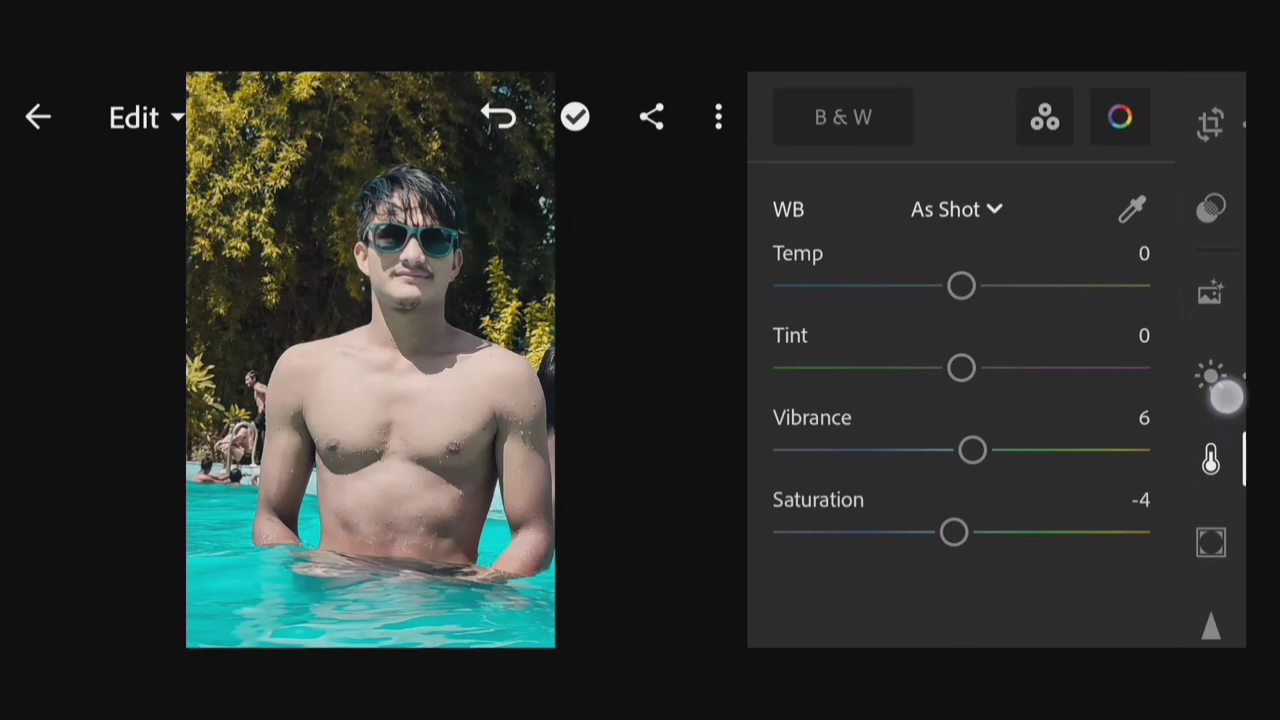 Edit
B & W
WB As Shot
Temp 0
Tint 0
Vibrance 6
Saturation -4